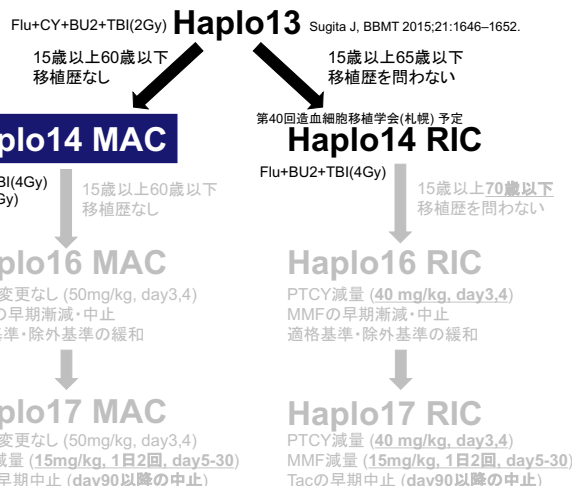 Flu+CY+BU2+TBI(2Gy) Haplo13 Sugita J, BBMT 2015;21:1646–1652.
15歳以上60歳以下
移植歴なし
15歳以上65歳以下
移植歴を問わない
plo14 MAC
第40回造血細胞移植学会(札幌) 予定
Haplo14 RIC
BI(4Gy)
Gy)
Flu+BU2+TBI(4Gy)
15歳以上60歳以下
移植歴なし
15歳以上70歳以下
移植歴を問わない
plo16 MAC
変更なし (50mg/kg, day3,4)
の早期漸減・中止
基準・除外基準の緩和
Haplo16 RIC
PTCY減量 (40 mg/kg, day3,4)
MMFの早期漸減・中止
適格基準・除外基準の緩和
plo17 MAC
変更なし (50mg/kg, day3,4)
減量 (15mg/kg, 1日2回, day5-30)
早期中止 (day90以降の中止)
Haplo17 RIC
PTCY減量 (40 mg/kg, day3,4)
MMF減量 (15mg/kg, 1日2回, day5-30)
Tacの早期中止 (day90以降の中止)